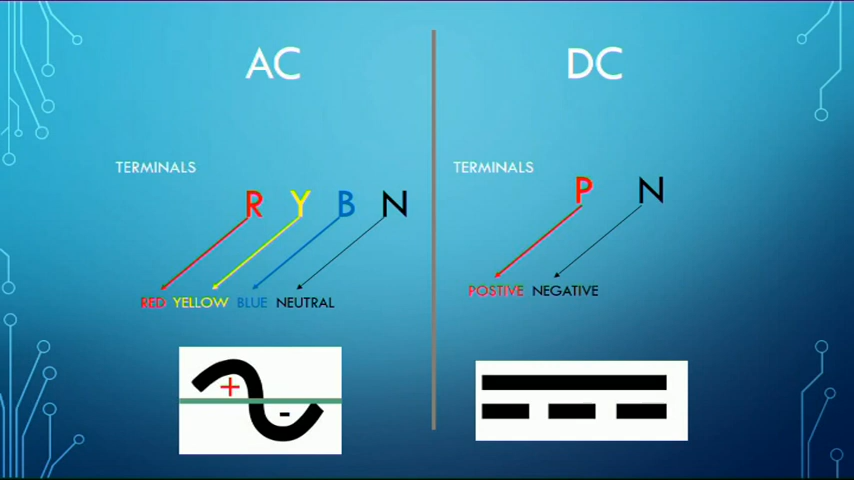 AC
TERMINALS
R Y B N
RED YELLOW BLUE NEUTRAL
+
-
DC
TERMINALS
P N
POSTIVE NEGATIVE